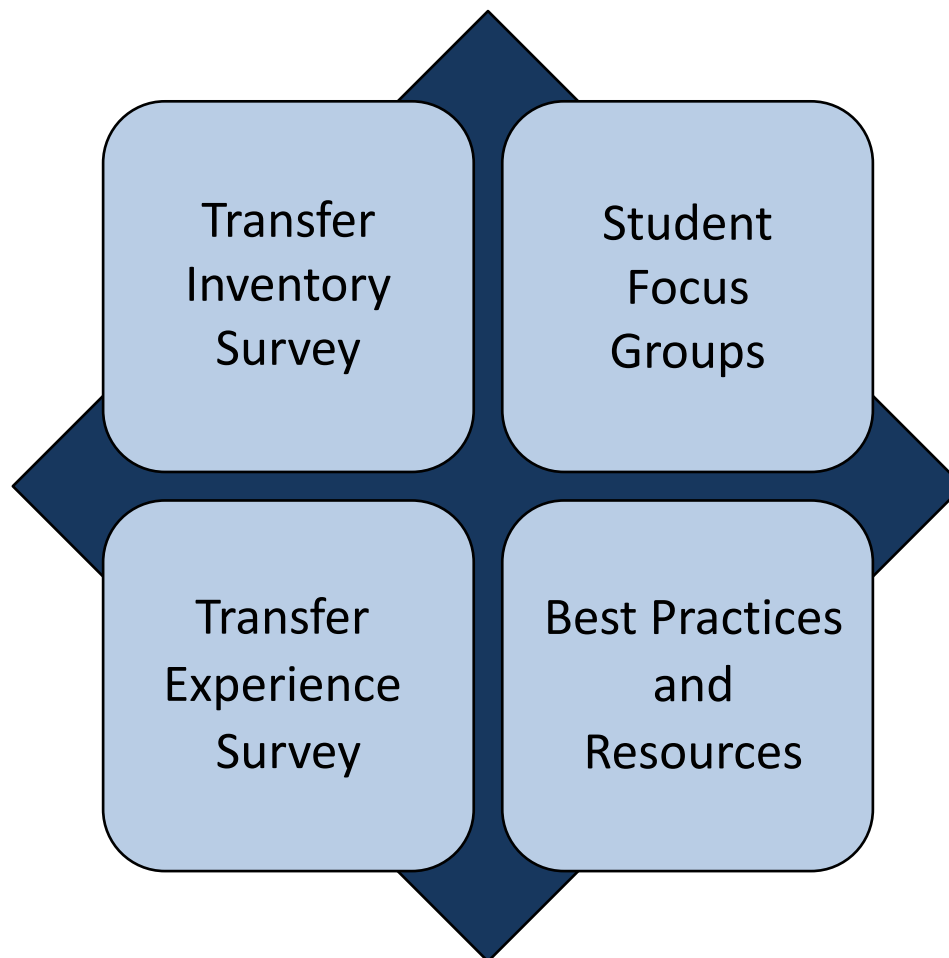 Transfer
Inventory
Survey
Student
Focus
Groups
Transfer
Experience
Survey
Best Practices
and
Resources